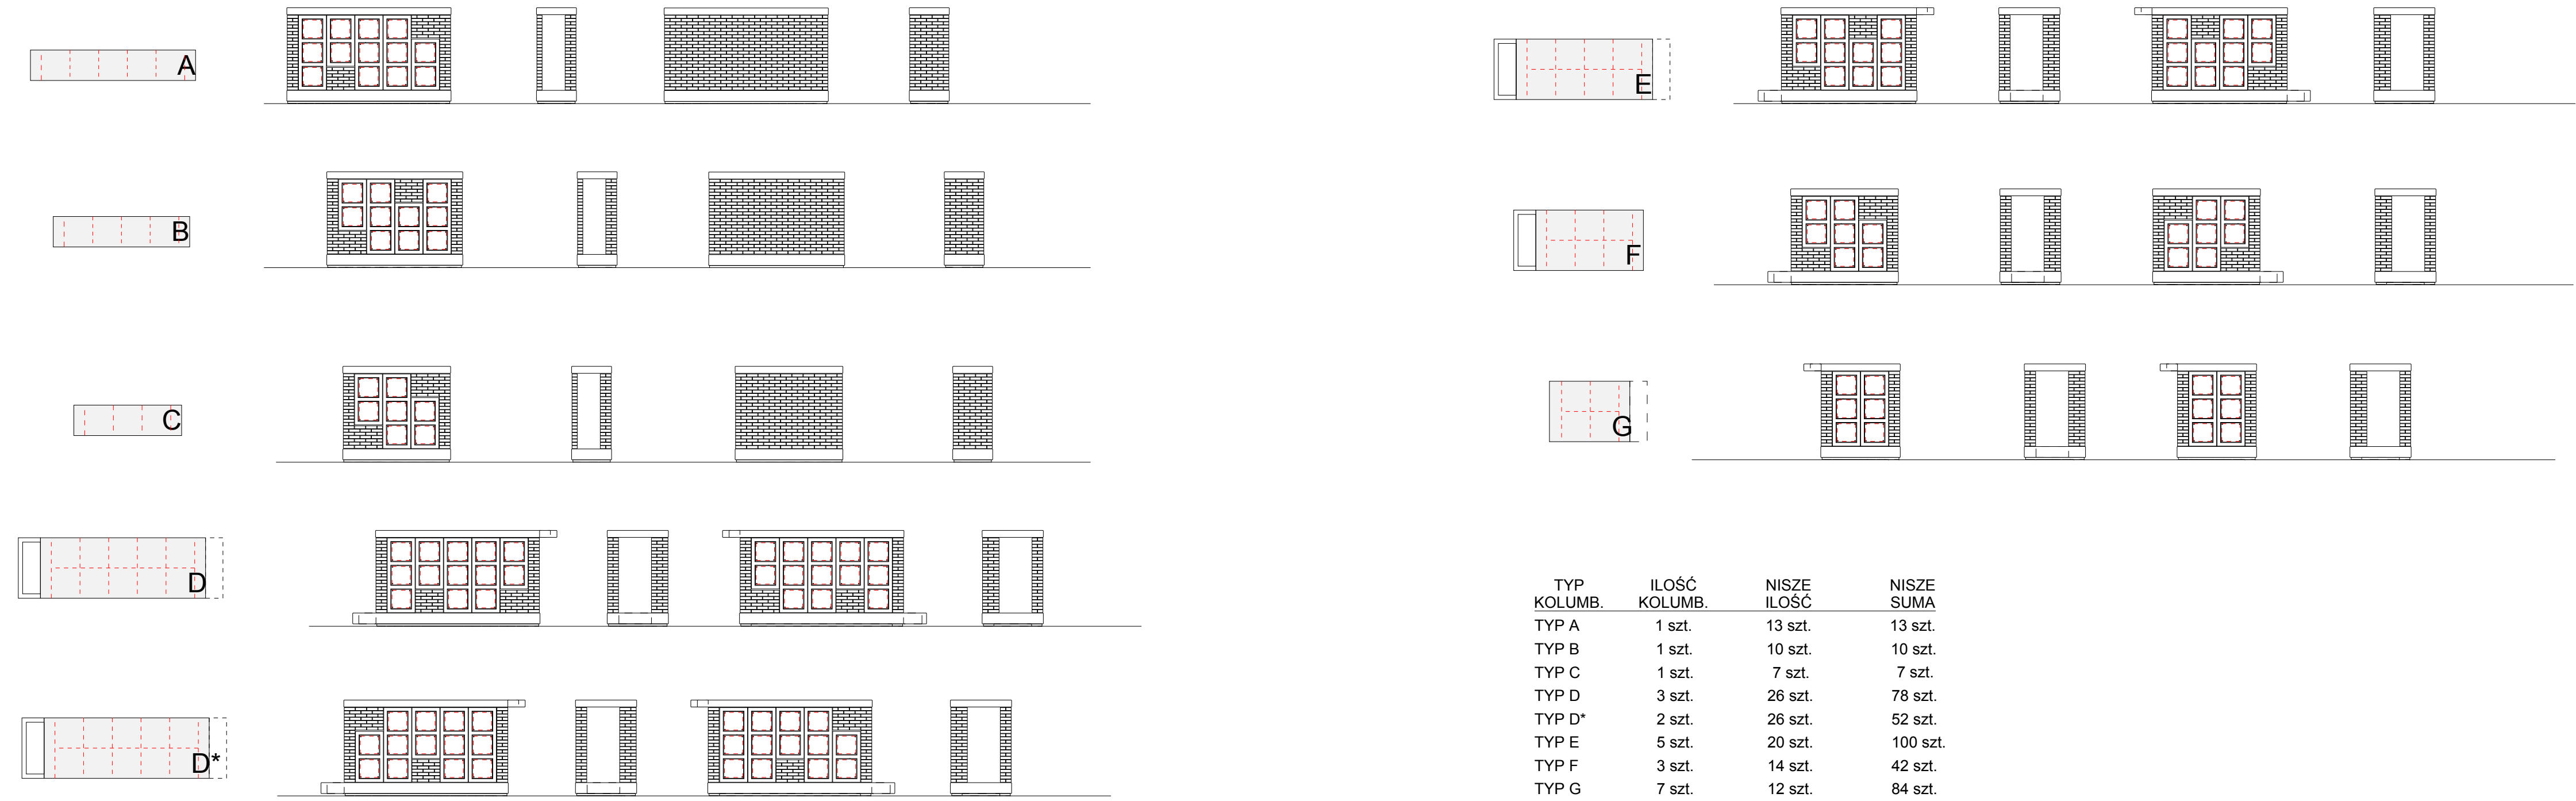 A
B
C
D
D*
E
F
G
TYP KOLUMB. ILOŚĆ KOLUMB. NISZE ILOŚĆ NISZE SUMA
TYP A 1 szt. 13 szt. 13 szt.
TYP B 1 szt. 10 szt. 10 szt.
TYP C 1 szt. 7 szt. 7 szt.
TYP D 3 szt. 26 szt. 78 szt.
TYP D* 2 szt. 26 szt. 52 szt.
TYP E 5 szt. 20 szt. 100 szt.
TYP F 3 szt. 14 szt. 42 szt.
TYP G 7 szt. 12 szt. 84 szt.